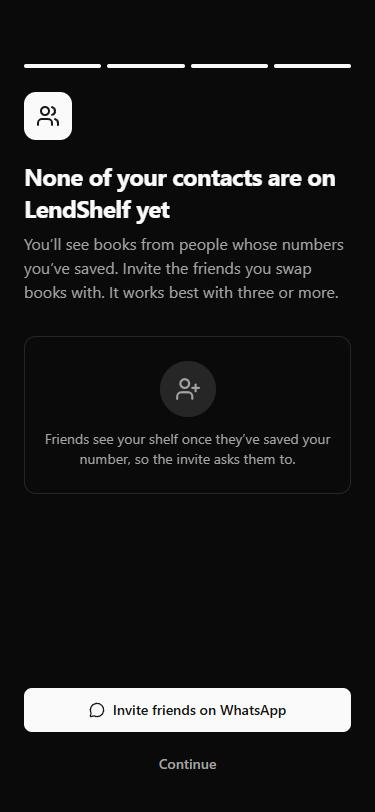 None of your contacts are on
LendShelf yet
You’ll see books from people whose numbers
you’ve saved. Invite the friends you swap
books with. It works best with three or more.
Friends see your shelf once they’ve saved your
number, so the invite asks them to.
Invite friends on WhatsApp
Continue